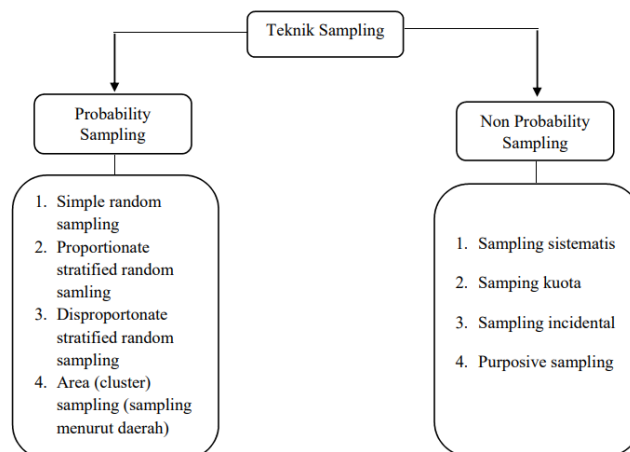 Teknik Sampling
Probability
Sampling
1. Simple random
sampling
2. Proportionate
stratified random
samling
3. Disproportonate
stratified random
sampling
4. Area (cluster)
sampling (sampling
menurut daerah)
Non Probability
Sampling
1. Sampling sistematis
2. Samping kuota
3. Sampling incidental
4. Purposive sampling